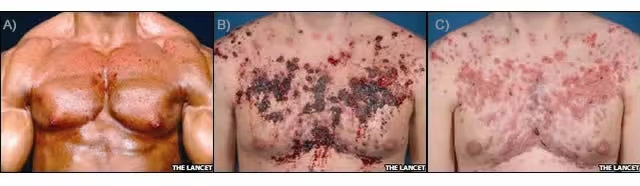 A)
B)
C)
THE LANCET
THE LANCET
THE LANCET